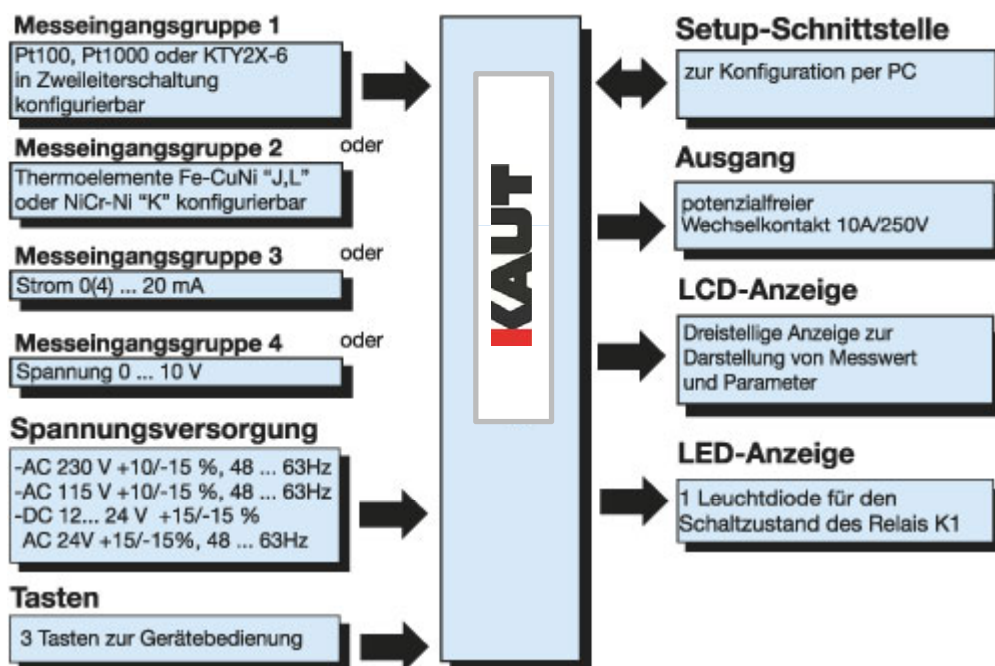 Messeingangsgruppe 1
Pt100, Pt1000 oder KTY2X-6
in Zweileiterschaltung
konfigurierbar
oder
Messeingangsgruppe 2
Thermoelemente Fe-CuNi "J,L"
oder NiCr-Ni "K" konfigurierbar
oder
Messeingangsgruppe 3
Strom 0(4) ... 20 mA
oder
Messeingangsgruppe 4
Spannung 0 ... 10 V
Spannungsversorgung
-AC 230 V +10/-15 %, 48 ... 63Hz
-AC 115 V +10/-15 %, 48 ... 63Hz
-DC 12... 24 V +15/-15 %
AC 24V +15/-15%, 48 ... 63Hz
Tasten
3 Tasten zur Gerätebedienung
KAUT
Setup-Schnittstelle
zur Konfiguration per PC
Ausgang
potenzialfreier
Wechselkontakt 10A/250V
LCD-Anzeige
Dreistellige Anzeige zur
Darstellung von Messwert
und Parameter
LED-Anzeige
1 Leuchtdiode für den
Schaltzustand des Relais K1